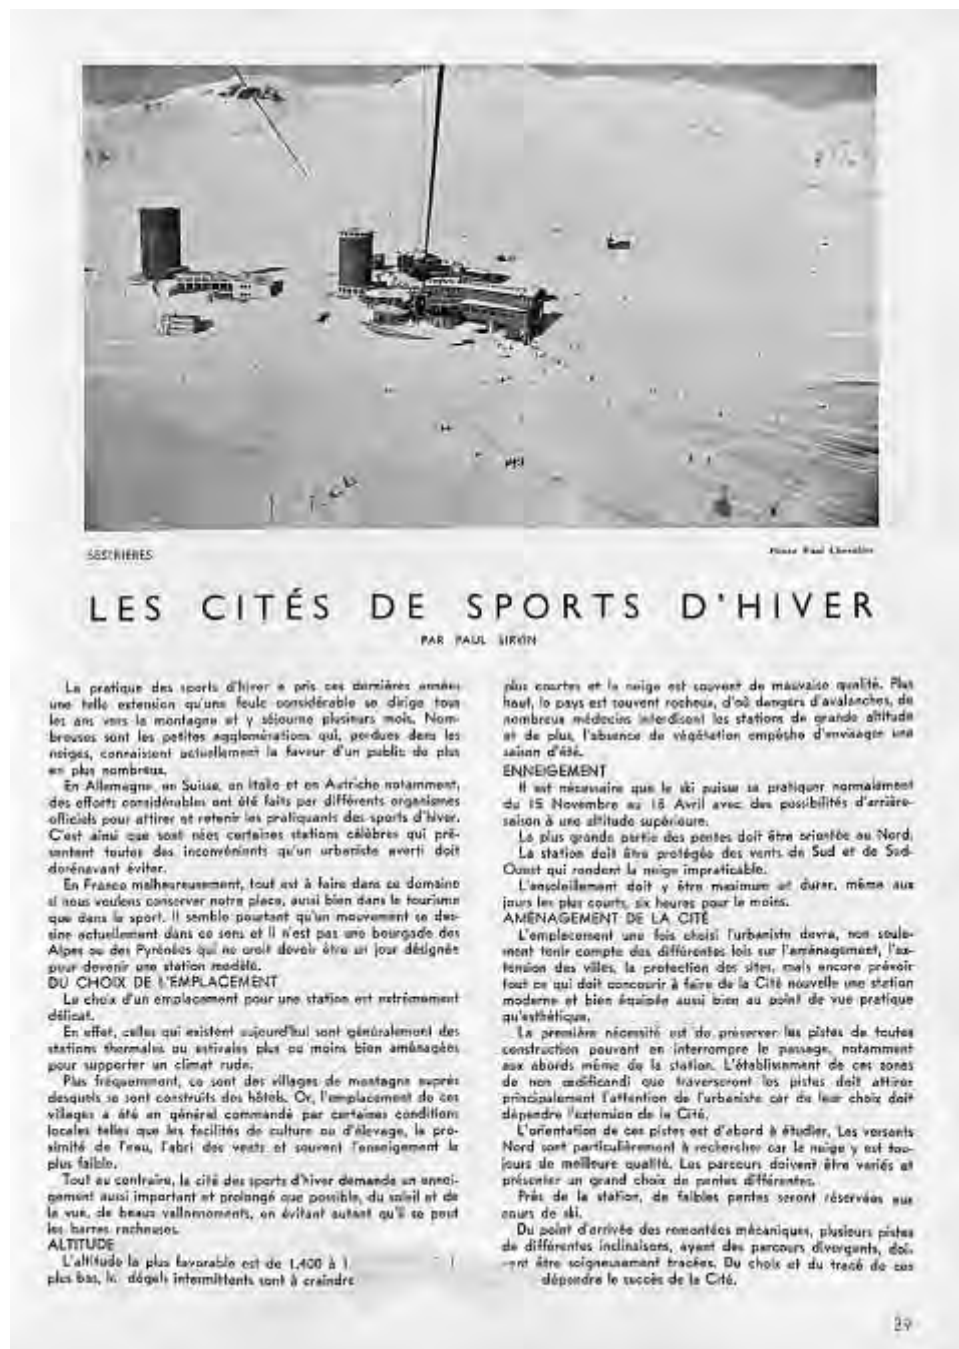 SESTRIERES
Photo Paul Chevalier
LES CITÉS DE SPORTS D'HIVER
PAR PAUL SIRVIN
La pratique des sports d'hiver a pris ces dernières années
une telle extension qu'une foule considérable se dirige tous
les ans vers la montagne et y séjourne plusieurs mois. Nom-
breuses sont les petites agglomérations qui, perdues dans les
neiges, connaissent actuellement la faveur d'un public de plus
en plus nombreux.
En Allemagne, en Suisse, en Italie et en Autriche notamment,
des efforts considérables ont été faits par différents organismes
officiels pour attirer et retenir les pratiquants des sports d'hiver.
C'est ainsi que sont nées certaines stations célèbres qui pré-
sentent toutes des inconvénients qu'un urbaniste averti doit
dorénavant éviter.
En France malheureusement, tout est à faire dans ce domaine
si nous voulons conserver notre place, aussi bien dans le tourisme
que dans le sport. Il semble pourtant qu'un mouvement se des-
sine actuellement dans ce sens et il n'est pas une bourgade des
Alpes ou des Pyrénées qui ne croit devoir être un jour désignée
pour devenir une station modèle.
DU CHOIX DE L'EMPLACEMENT
Le choix d'un emplacement pour une station est extrêmement
délicat.
En effet, celles qui existent aujourd'hui sont généralement des
stations thermales ou estivales plus ou moins bien aménagées
pour supporter un climat rude.
Plus fréquemment, ce sont des villages de montagne auprès
desquels se sont construits des hôtels. Or, l'emplacement de ces
villages a été en général commandé par certaines conditions
locales telles que les facilités de culture ou d'élevage, la pro-
ximité de l'eau, l'abri des vents et souvent l'enneigement le
plus faible.
Tout au contraire, la cité des sports d'hiver demande un ennei-
gement aussi important et prolongé que possible, du soleil et de
la vue, de beaux vallonnements, en évitant autant qu'il se peut
les barres rocheuses.
ALTITUDE
L'altitude la plus favorable est de 1.400 à 1
plus bas, les dégels intermittents sont à craindre
plus courtes et la neige est souvent de mauvaise qualité. Plus
haut, le pays est souvent rocheux, d'où dangers d'avalanches, de
nombreux médecins interdisent les stations de grande altitude
et de plus, l'absence de végétation empêche d'envisager une
saison d'été.
ENNEIGEMENT
Il est nécessaire que le ski puisse se pratiquer normalement
du 15 Novembre au 15 Avril avec des possibilités d'arrière-
saison à une altitude supérieure.
La plus grande partie des pentes doit être orientée au Nord.
La station doit être protégée des vents de Sud et de Sud-
Ouest qui rendent la neige impraticable.
L'ensoleillement doit y être maximum et durer, même aux
jours les plus courts, six heures pour le moins.
AMÉNAGEMENT DE LA CITÉ
L'emplacement une fois choisi l'urbaniste devra, non seule-
ment tenir compte des différentes lois sur l'aménagement, l'ex-
tension des villes, la protection des sites, mais encore prévoir
tout ce qui doit concourir à faire de la Cité nouvelle une station
moderne et bien équipée aussi bien au point de vue pratique
qu'esthétique.
La première nécessité est de préserver les pistes de toutes
construction pouvant en interrompre le passage, notamment
aux abords même de la station. L'établissement de ces zones
de non œdificandi que traverseront les pistes doit attirer
principalement l'attention de l'urbaniste car de leur choix doit
dépendre l'extension de la Cité.
L'orientation de ces pistes est d'abord à étudier. Les versants
Nord sont particulièrement à rechercher car la neige y est tou-
jours de meilleure qualité. Les parcours doivent être variés et
présenter un grand choix de pentes différentes.
Près de la station, de faibles pentes seront réservées aux
cours de ski.
Du point d'arrivée des remontées mécaniques, plusieurs pistes
de différentes inclinaisons, ayant des parcours divergents, doi-
vent être soigneusement tracées. Du choix et du tracé de ces
dépendra le succès de la Cité.
39